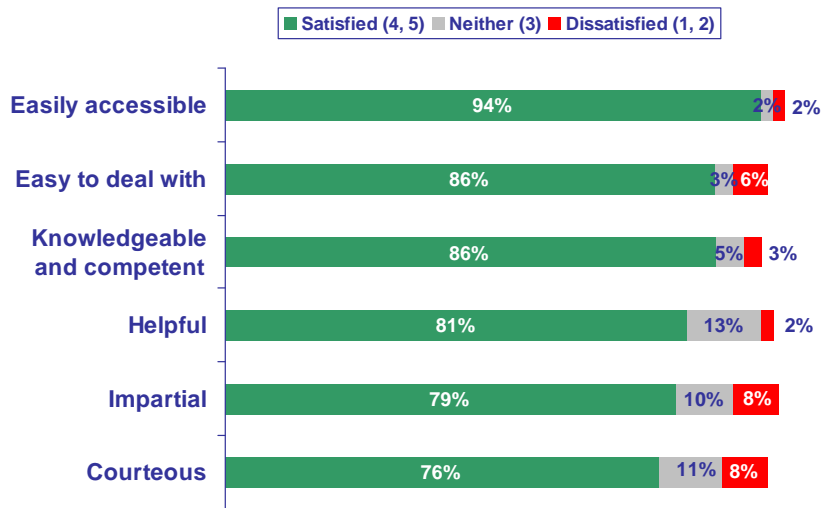 Satisfied (4, 5) Neither (3) Dissatisfied (1, 2)
Easily accessible 94% 2% 2%
Easy to deal with 86% 3% 6%
Knowledgeable
and competent 86% 5% 3%
Helpful 81% 13% 2%
Impartial 79% 10% 8%
Courteous 76% 11% 8%